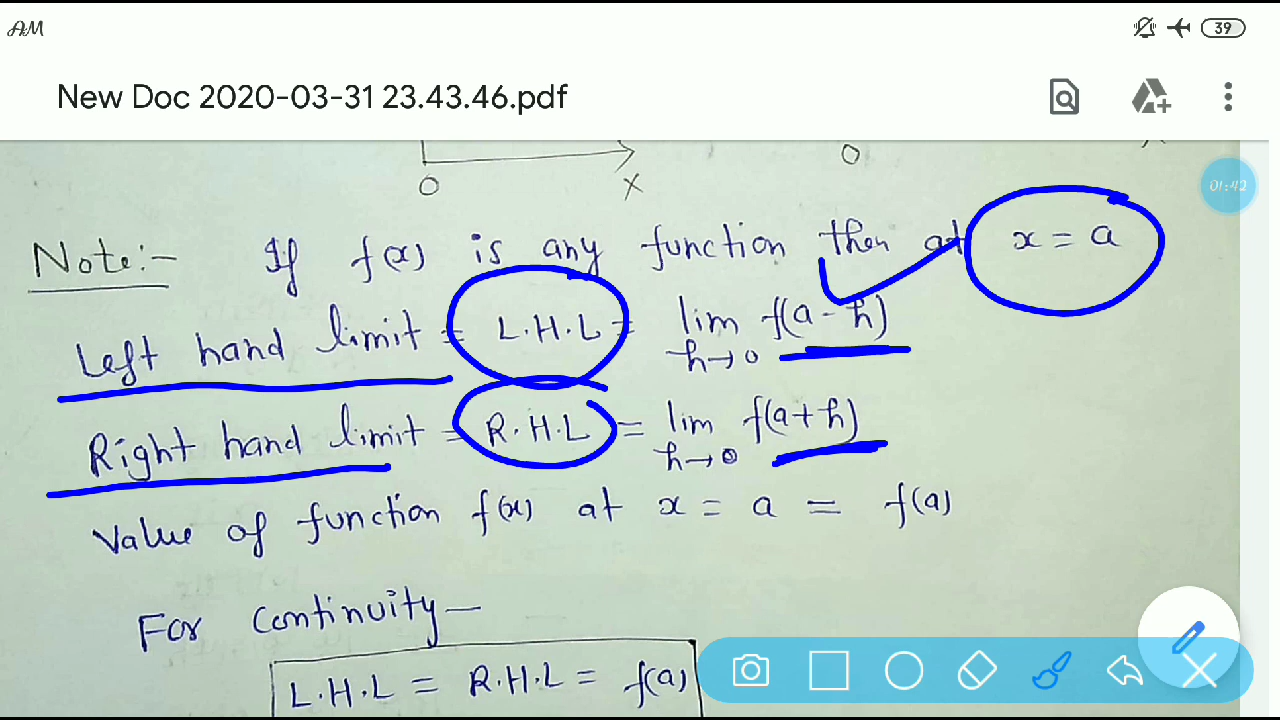 AM
39
New Doc 2020-03-31 23.43.46.pdf
O X O
01:42
Note:- If f(x) is any function then at x = a
Left hand limit = L.H.L = lim f(a-h)
h→0
Right hand limit = R.H.L = lim f(a+h)
h→0
Value of function f(x) at x = a = f(a)
For Continuity—
L.H.L = R.H.L = f(a)